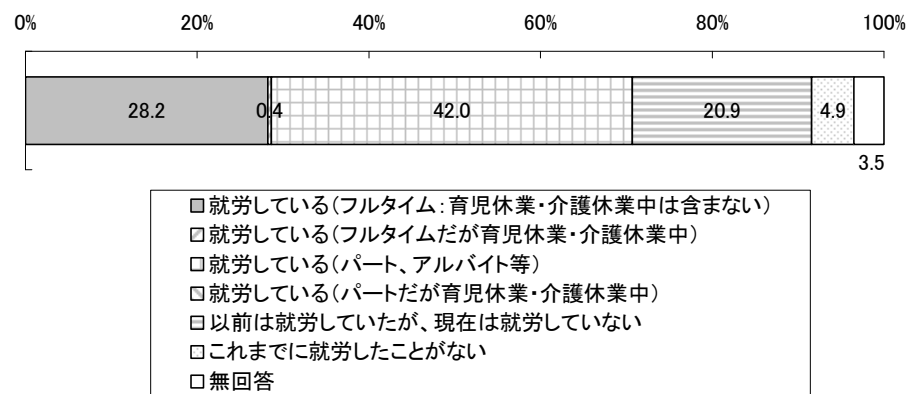 0% 20% 40% 60% 80% 100%
28.2 0.4 42.0 20.9 4.9
3.5
就労している(フルタイム:育児休業・介護休業中は含まない)
就労している(フルタイムだが育児休業・介護休業中)
就労している(パート、アルバイト等)
就労している(パートだが育児休業・介護休業中)
以前は就労していたが、現在は就労していない
これまでに就労したことがない
無回答